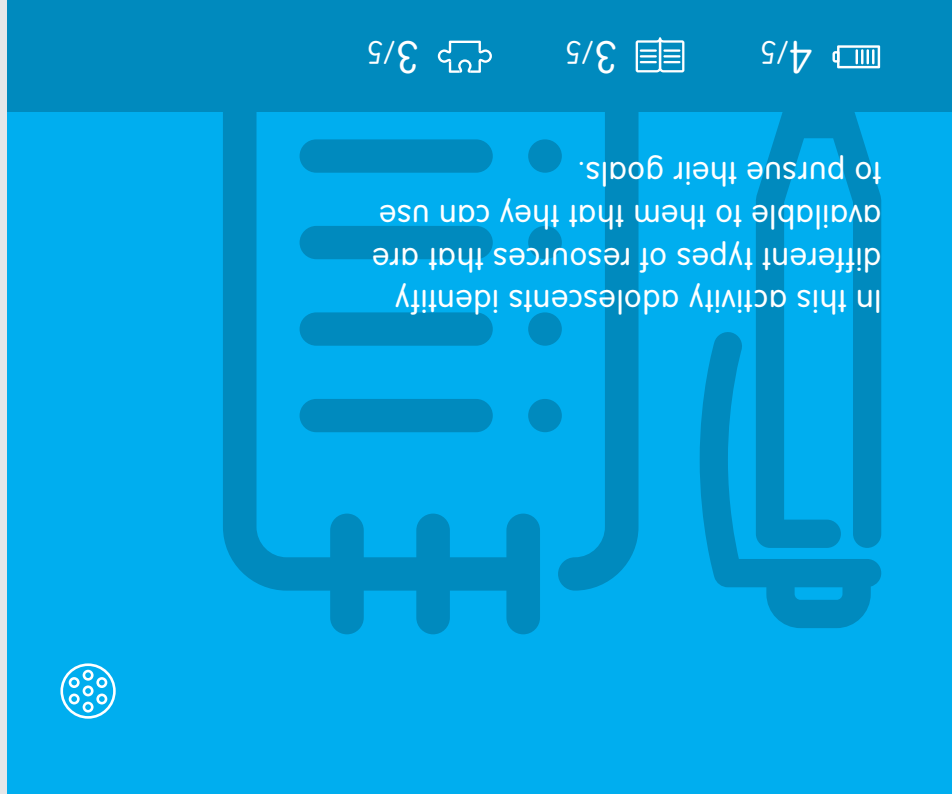 In this activity adolescents identify
different types of resources that are
available to them that they can use
to pursue their goals.
4/5 3/5 3/5